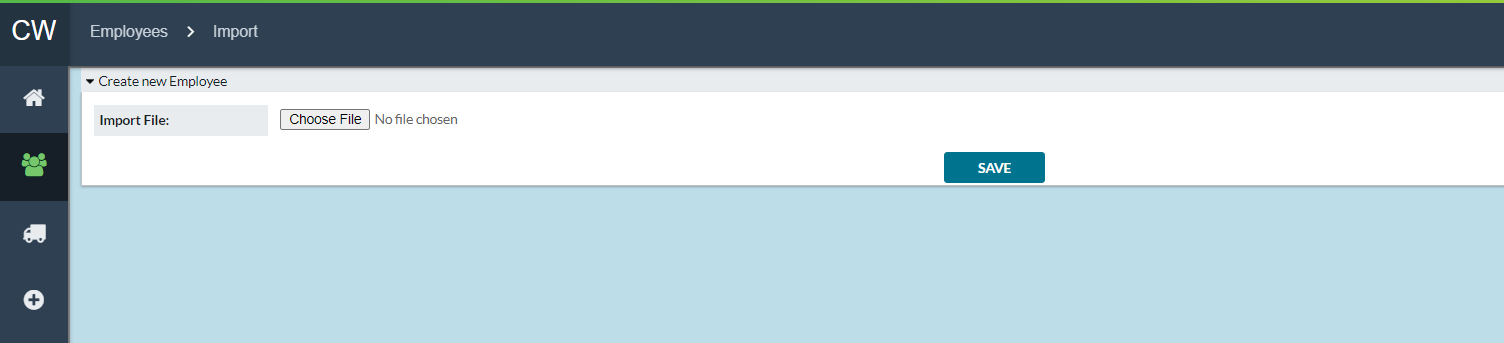 CW
Employees
Import
Create new Employee
Import File:
Choose File No file chosen
SAVE